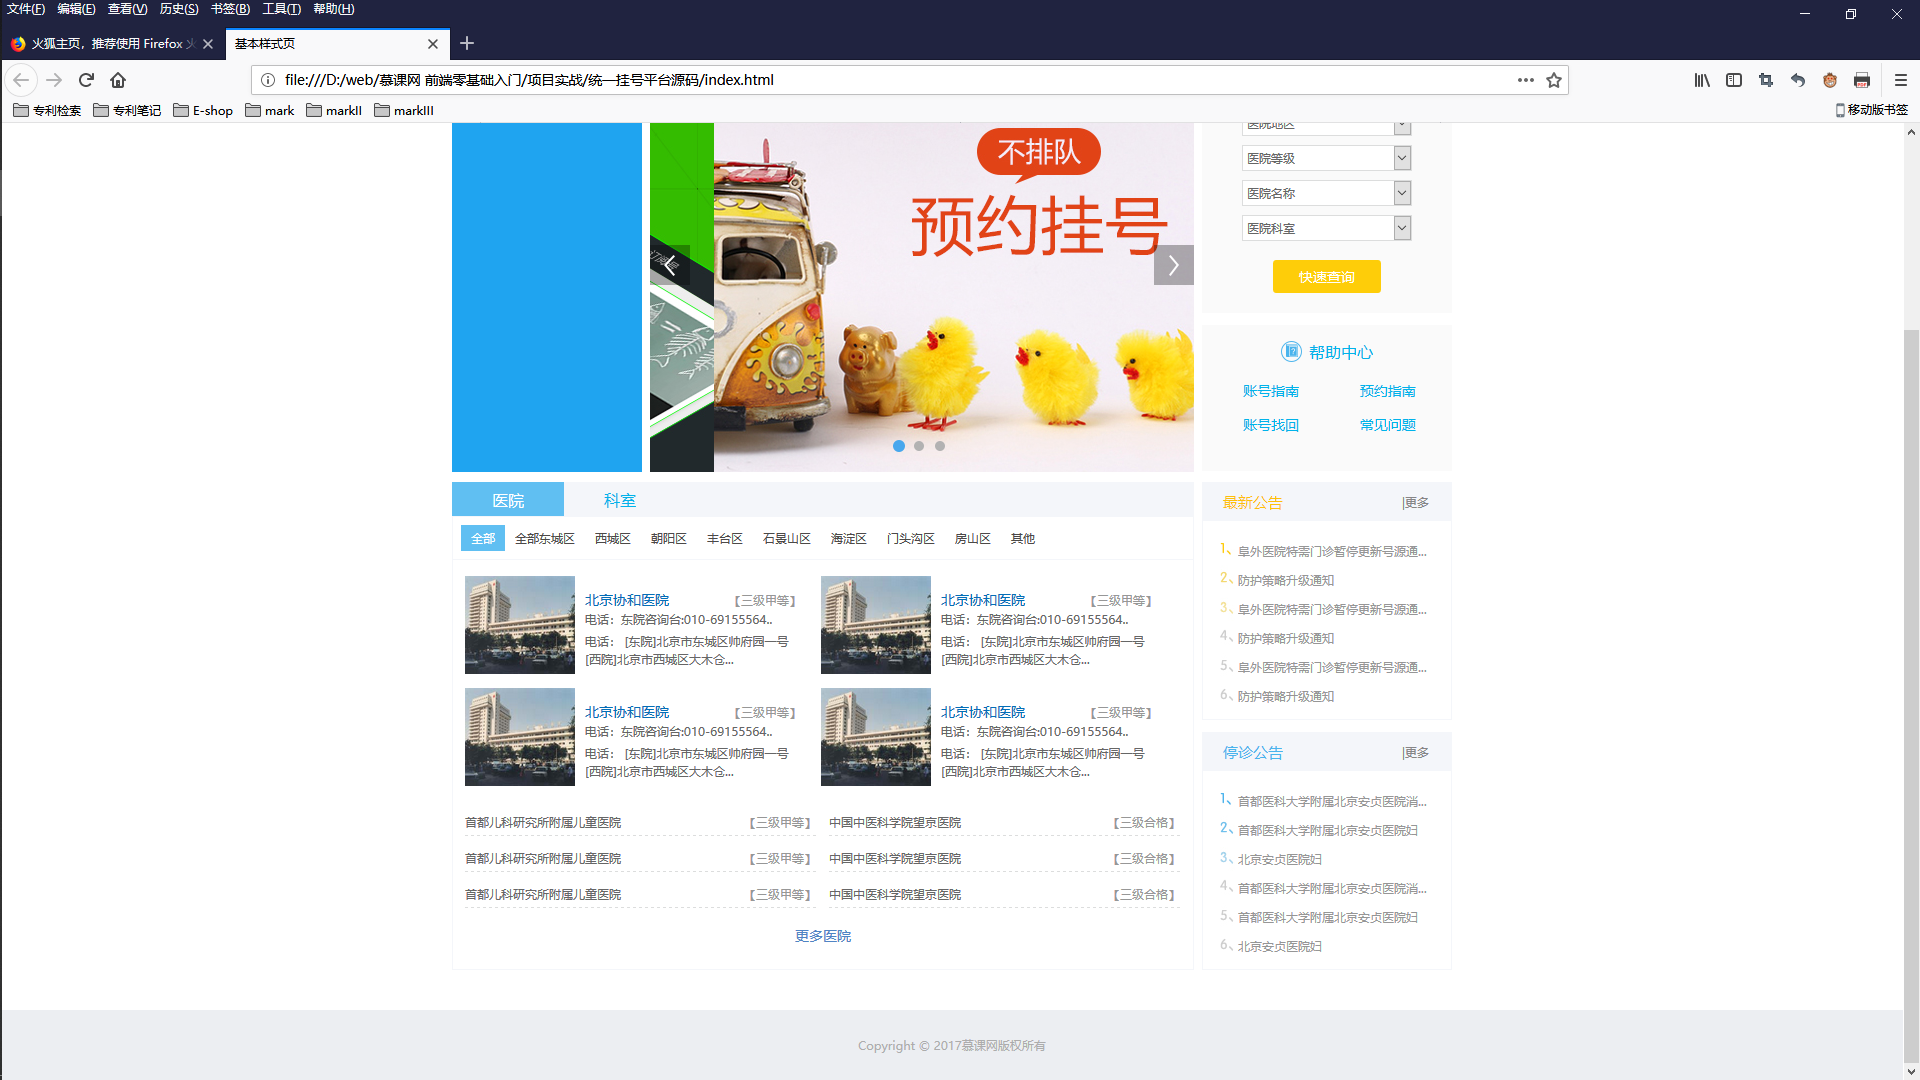 文件(F) 编辑(E) 查看(V) 历史(S) 书签(B) 工具(T) 帮助(H)
火狐主页，推荐使用 Firefox
基本样式页
file:///D:/web/慕课网 前端零基础入门/项目实战/统一挂号平台源码/index.html
专利检索 专利笔记 E-shop mark markII markIII 移动版书签
不排队
预约挂号
医院地区
医院等级
医院名称
医院科室
快速查询
帮助中心
账号指南 预约指南
账号找回 常见问题
医院 科室
全部 全部东城区 西城区 朝阳区 丰台区 石景山区 海淀区 门头沟区 房山区 其他
北京协和医院 【三级甲等】
电话：东院咨询台:010-69155564..
电话： [东院]北京市东城区帅府园一号
[西院]北京市西城区大木仓...
北京协和医院 【三级甲等】
电话：东院咨询台:010-69155564..
电话： [东院]北京市东城区帅府园一号
[西院]北京市西城区大木仓...
北京协和医院 【三级甲等】
电话：东院咨询台:010-69155564..
电话： [东院]北京市东城区帅府园一号
[西院]北京市西城区大木仓...
北京协和医院 【三级甲等】
电话：东院咨询台:010-69155564..
电话： [东院]北京市东城区帅府园一号
[西院]北京市西城区大木仓...
首都儿科研究所附属儿童医院 【三级甲等】 中国中医科学院望京医院 【三级合格】
首都儿科研究所附属儿童医院 【三级甲等】 中国中医科学院望京医院 【三级合格】
首都儿科研究所附属儿童医院 【三级甲等】 中国中医科学院望京医院 【三级合格】
更多医院
最新公告 |更多
1、阜外医院特需门诊暂停更新号源通...
2、防护策略升级通知
3、阜外医院特需门诊暂停更新号源通...
4、防护策略升级通知
5、阜外医院特需门诊暂停更新号源通...
6、防护策略升级通知
停诊公告 |更多
1、首都医科大学附属北京安贞医院消...
2、首都医科大学附属北京安贞医院妇
3、北京安贞医院妇
4、首都医科大学附属北京安贞医院消...
5、首都医科大学附属北京安贞医院妇
6、北京安贞医院妇
Copyright © 2017慕课网版权所有